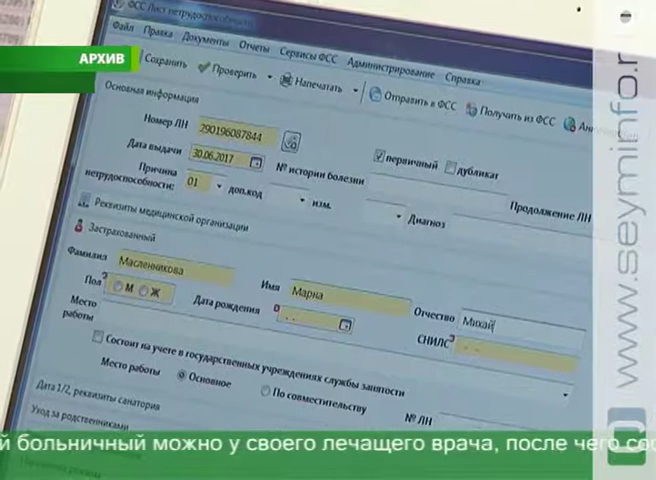 ФСС Лист нетрудоспособности
АРХИВ
Файл Правка Документы Отчеты Сервисы ФСС Администрирование Справка
Сохранить Проверить Напечатать Отправить в ФСС Получить из ФСС
Основная информация
Номер ЛН 290196087844
Дата выдачи 30.06.2017 № истории болезни первичный дубликат
Причина нетрудоспособности: 01 доп.код изм. Диагноз Продолжение ЛН
Реквизиты медицинской организации
Застрахованный
Фамилия Масленникова Имя Марна Отчество Михай
Пол М Ж Дата рождения СНИЛС
Место работы
Состоит на учете в государственных учреждениях службы занятости
Место работы Основное По совместительству № ЛН
Дата 1/2, реквизиты санатория
Уход за родственниками
й больничный можно у своего лечащего врача, после чего соо
www.seyminfo.r